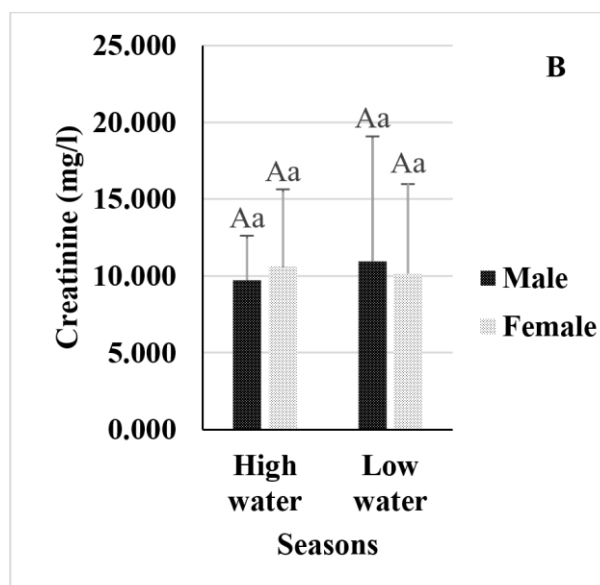 B
Creatinine (mg/l)
25.000
20.000
15.000
10.000
5.000
0.000
Aa
Aa
Aa
Aa
Male
Female
High
water
Low
water
Seasons